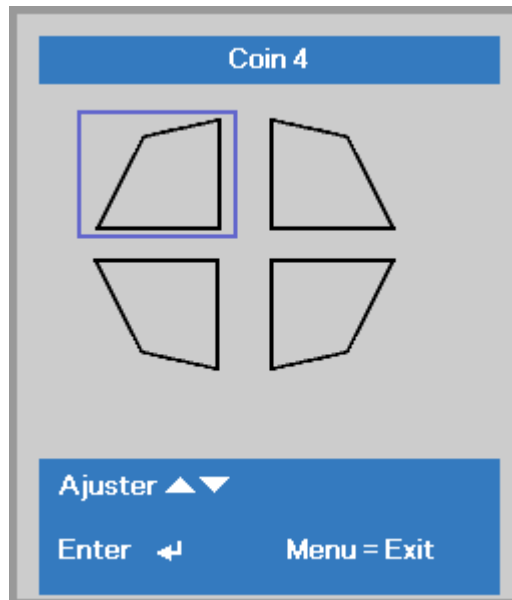 Coin 4
Ajuster ▲▼
Enter ↵
Menu = Exit